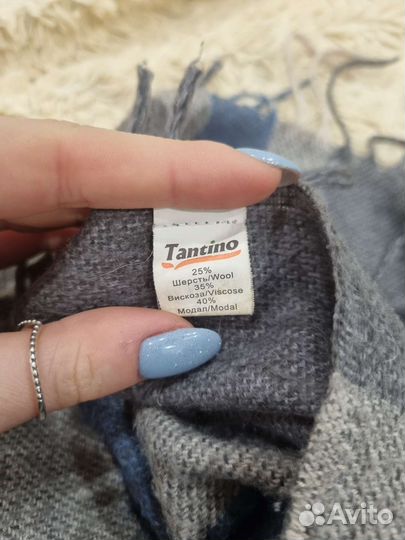 Tantino
25%
Шерсть/Wool
35%
Вискоза/Viscose
40%
Модал/Modal
Avito